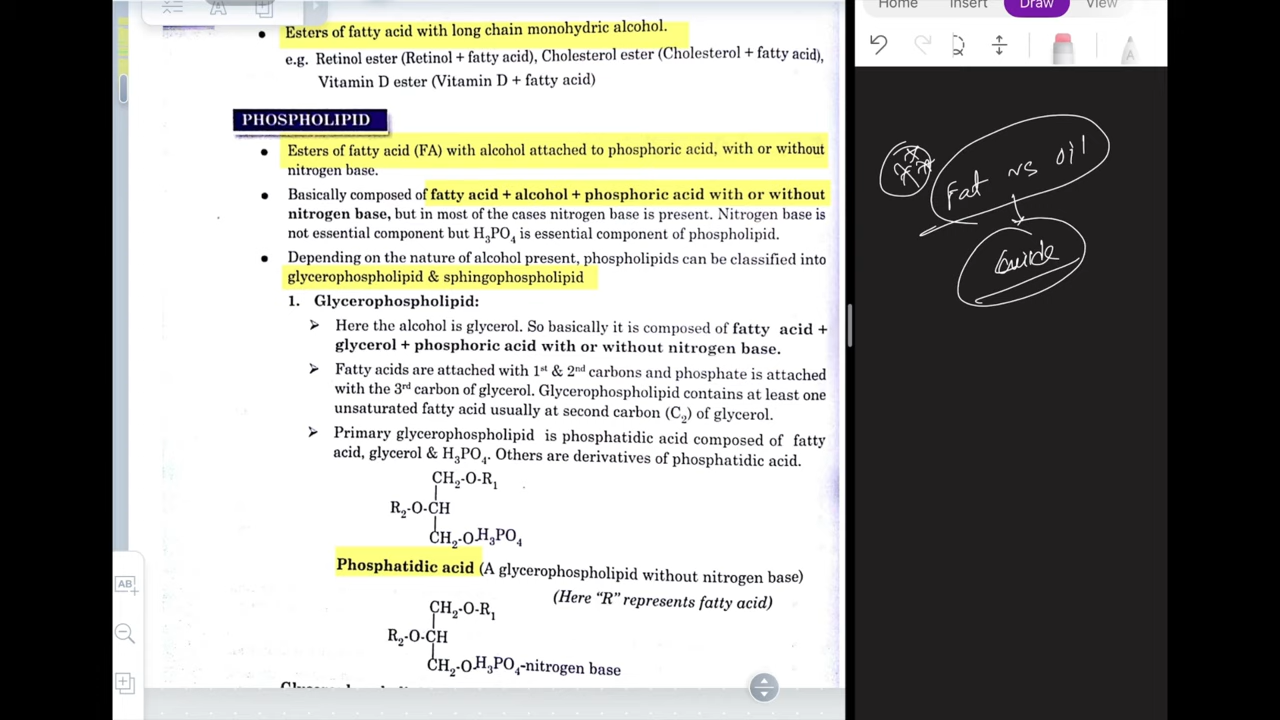 Esters of fatty acid with long chain monohydric alcohol.
e.g. Retinol ester (Retinol + fatty acid), Cholesterol ester (Cholesterol + fatty acid),
Vitamin D ester (Vitamin D + fatty acid)
PHOSPHOLIPID
Esters of fatty acid (FA) with alcohol attached to phosphoric acid, with or without
nitrogen base.
Basically composed of fatty acid + alcohol + phosphoric acid with or without
nitrogen base, but in most of the cases nitrogen base is present. Nitrogen base is
not essential component but H₃PO₄ is essential component of phospholipid.
Depending on the nature of alcohol present, phospholipids can be classified into
glycerophospholipid & sphingophospholipid
1. Glycerophospholipid:
Here the alcohol is glycerol. So basically it is composed of fatty acid +
glycerol + phosphoric acid with or without nitrogen base.
Fatty acids are attached with 1st & 2nd carbons and phosphate is attached
with the 3rd carbon of glycerol. Glycerophospholipid contains at least one
unsaturated fatty acid usually at second carbon (C₂) of glycerol.
Primary glycerophospholipid is phosphatidic acid composed of fatty
acid, glycerol & H₃PO₄. Others are derivatives of phosphatidic acid.
CH₂-O-R₁
R₂-O-CH
CH₂-O.H₃PO₄
Phosphatidic acid (A glycerophospholipid without nitrogen base)
(Here "R" represents fatty acid)
CH₂-O-R₁
R₂-O-CH
CH₂-O.H₃PO₄-nitrogen base
Home Insert Draw View
Fat vs oil
AB